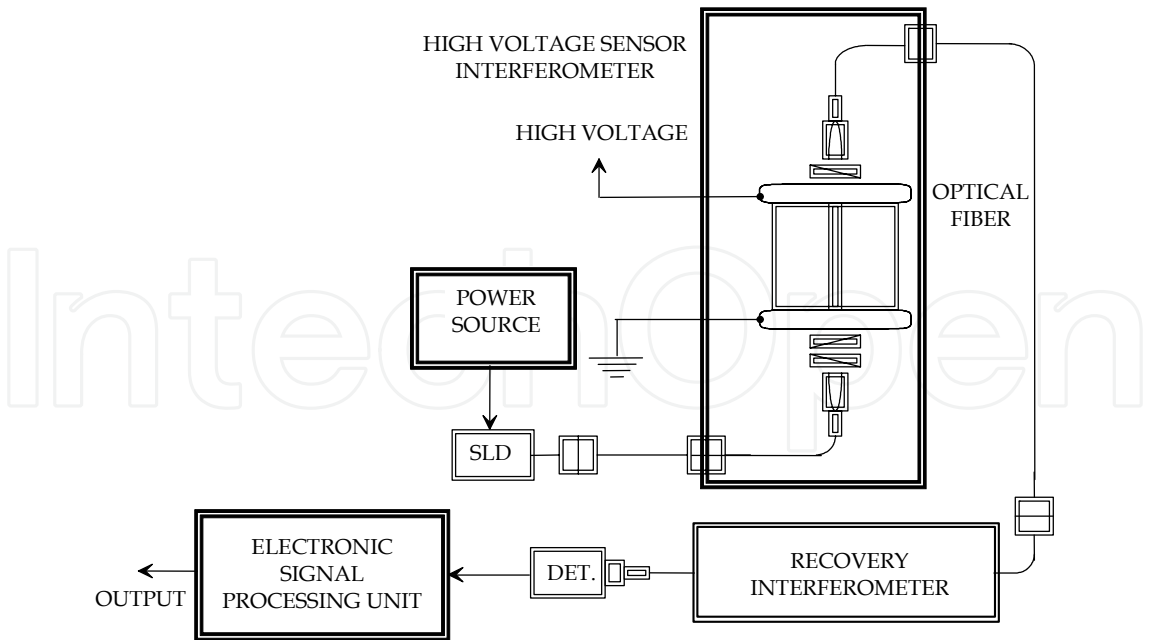 HIGH VOLTAGE SENSOR
INTERFEROMETER
HIGH VOLTAGE
OPTICAL
FIBER
POWER
SOURCE
SLD
ELECTRONIC
SIGNAL
PROCESSING UNIT
OUTPUT
DET.
RECOVERY
INTERFEROMETER
IntechOpen